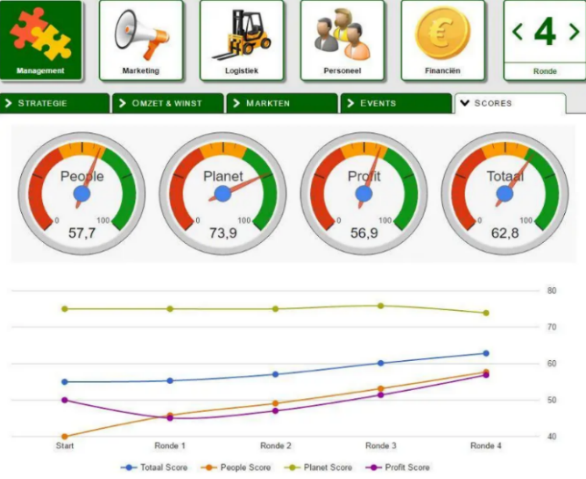 Management Marketing Logistiek Personeel Financiën 4 Ronde
STRATEGIE OMZET & WINST MARKTEN EVENTS SCORES
People Planet Profit Totaal
0 100 0 100 0 100 0 100
57,7 73,9 56,9 62,8
80
70
60
50
40
Start Ronde 1 Ronde 2 Ronde 3 Ronde 4
Totaal Score People Score Planet Score Profit Score